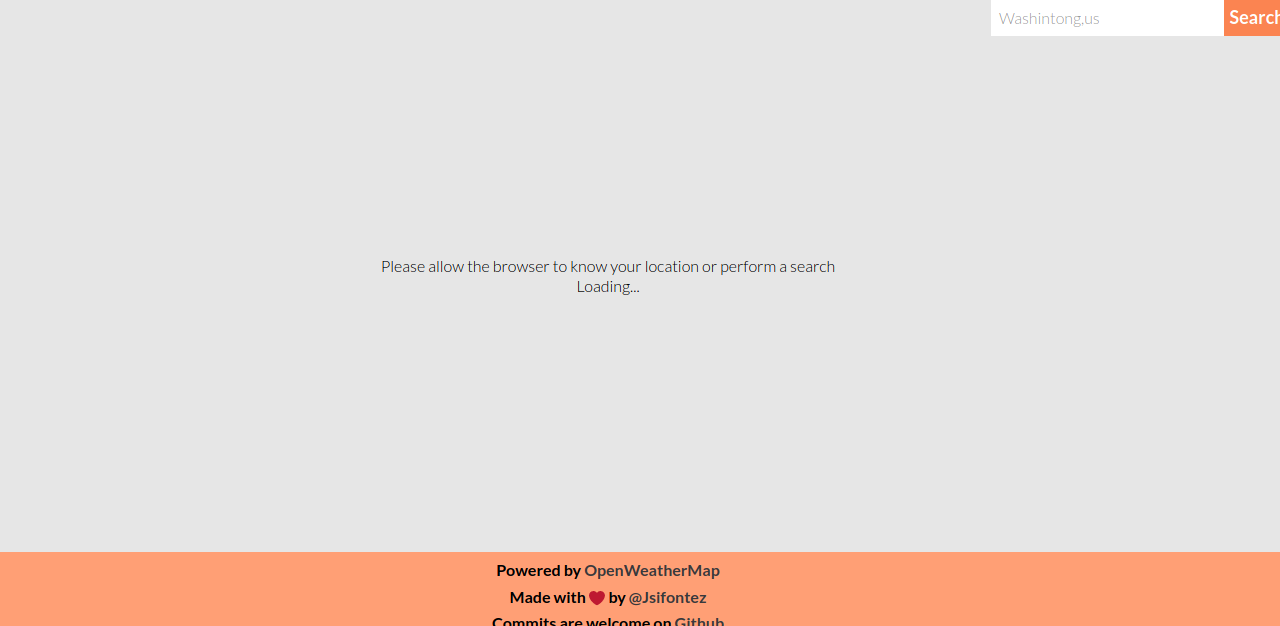 Washintong,us
Search
Please allow the browser to know your location or perform a search
Loading...
Powered by OpenWeatherMap
Made with ❤ by @Jsifontez
Commits are welcome on Github